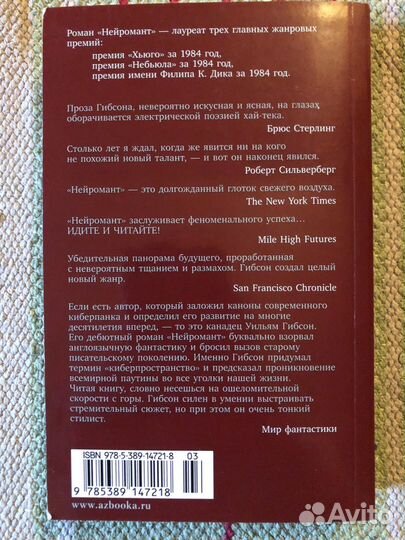 Роман «Нейромант» — лауреат трех главных жанровых
премий:
премия «Хьюго» за 1984 год,
премия «Небьюла» за 1984 год,
премия имени Филипа К. Дика за 1984 год.
Проза Гибсона, невероятно искусная и ясная, на глазах
оборачивается электрической поэзией хай-тека.
Брюс Стерлинг
Столько лет я ждал, когда же явится ни на кого
не похожий новый талант, — и вот он наконец явился.
Роберт Сильверберг
«Нейромант» — это долгожданный глоток свежего воздуха.
The New York Times
«Нейромант» заслуживает феноменального успеха...
ИДИТЕ И ЧИТАЙТЕ!
Mile High Futures
Убедительная панорама будущего, проработанная
с невероятным тщанием и размахом. Гибсон создал целый
новый жанр.
San Francisco Chronicle
Если есть автор, который заложил каноны современного
киберпанка и определил его развитие на многие
десятилетия вперед, — то это канадец Уильям Гибсон.
Его дебютный роман «Нейромант» буквально взорвал
англоязычную фантастику и бросил вызов старому
писательскому поколению. Именно Гибсон придумал
термин «киберпространство» и предсказал проникновение
всемирной паутины во все уголки нашей жизни.
Читая книгу, словно несешься на ошеломительной
скорости с горы. Гибсон силен в умении выстраивать
стремительный сюжет, но при этом он очень тонкий
стилист.
Мир фантастики
ISBN 978-5-389-14721-8 03
9 785389 147218
www.azbooka.ru
Avito